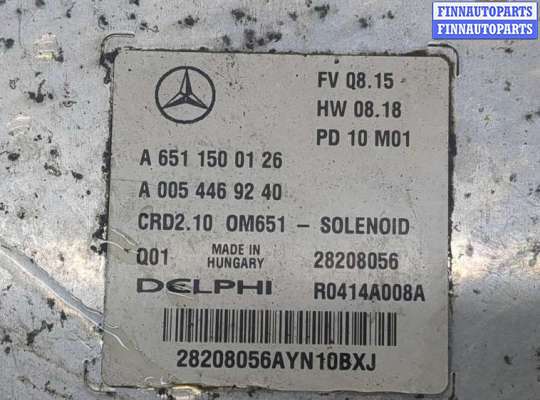 FINNAUTOPARTS
FINNAUTOPARTS
FV Q8.15
HW 08.18
PD 10 M01
A 651 150 01 26
A 005 446 92 40
CRD2.10 OM651 - SOLENOID
Q01 MADE IN HUNGARY 28208056
DELPHI R0414A008A
28208056AYN10BXJ